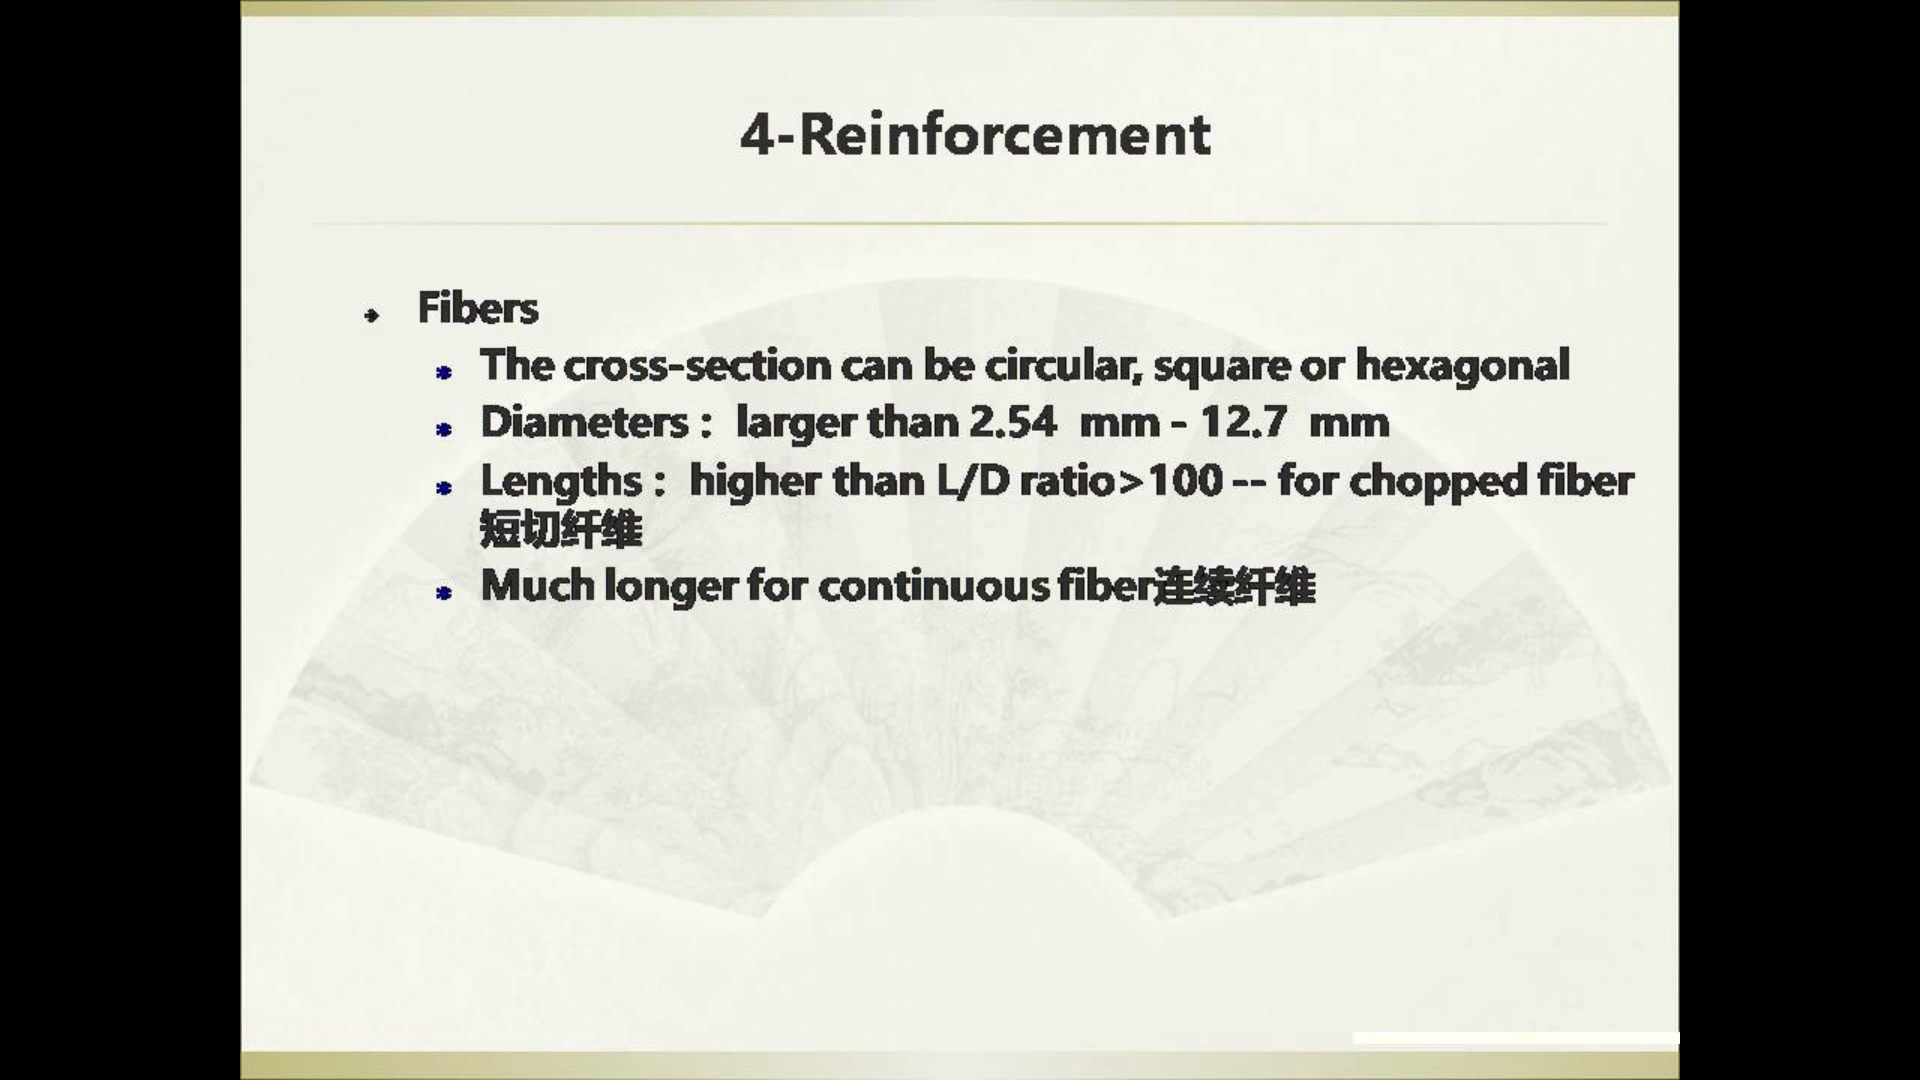 4-Reinforcement
Fibers
The cross-section can be circular, square or hexagonal
Diameters : larger than 2.54 mm - 12.7 mm
Lengths : higher than L/D ratio>100 -- for chopped fiber
短切纤维
Much longer for continuous fiber连续纤维